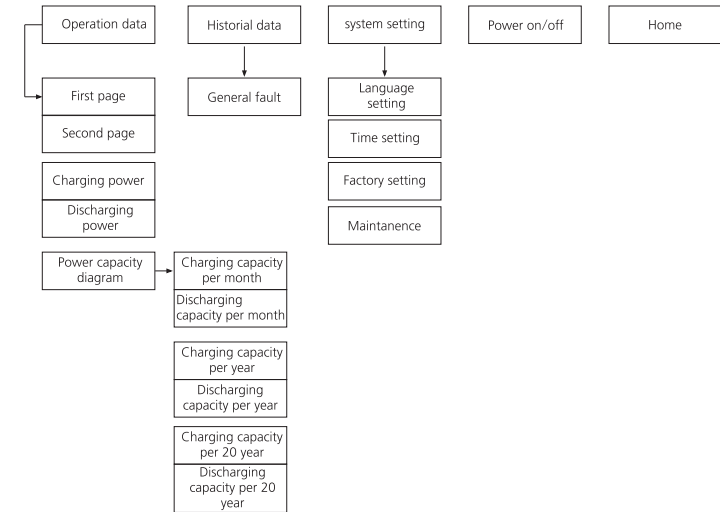 Operation data
Historial data
system setting
Power on/off
Home
First page
Second page
General fault
Language
setting
Time setting
Charging power
Discharging
power
Factory setting
Maintanence
Power capacity
diagram
Charging capacity
per month
Discharging
capacity per month
Charging capacity
per year
Discharging
capacity per year
Charging capacity
per 20 year
Discharging
capacity per 20
year